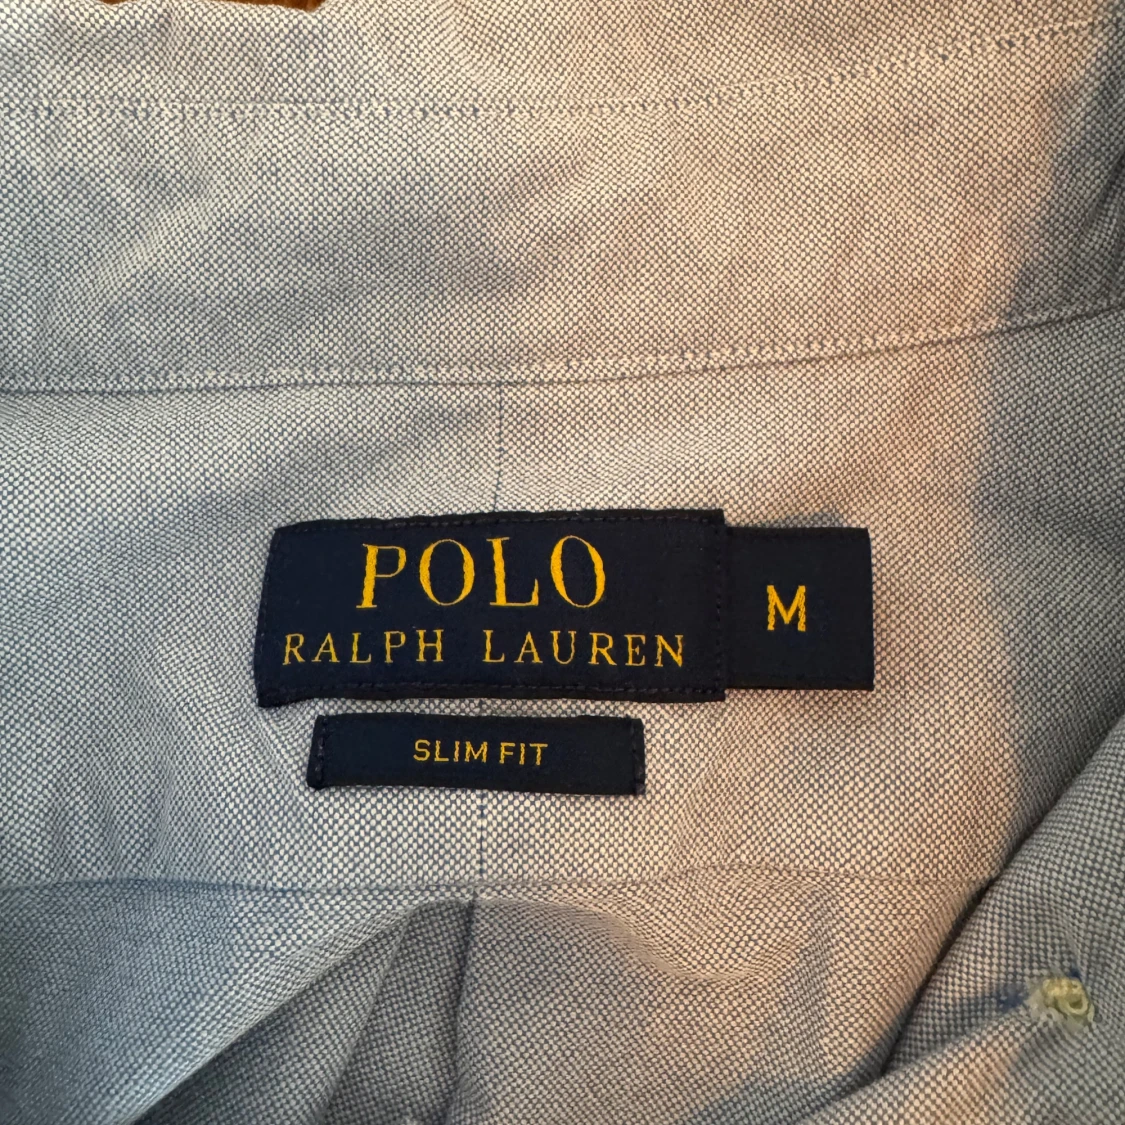 POLO
RALPH LAUREN
M
SLIM FIT